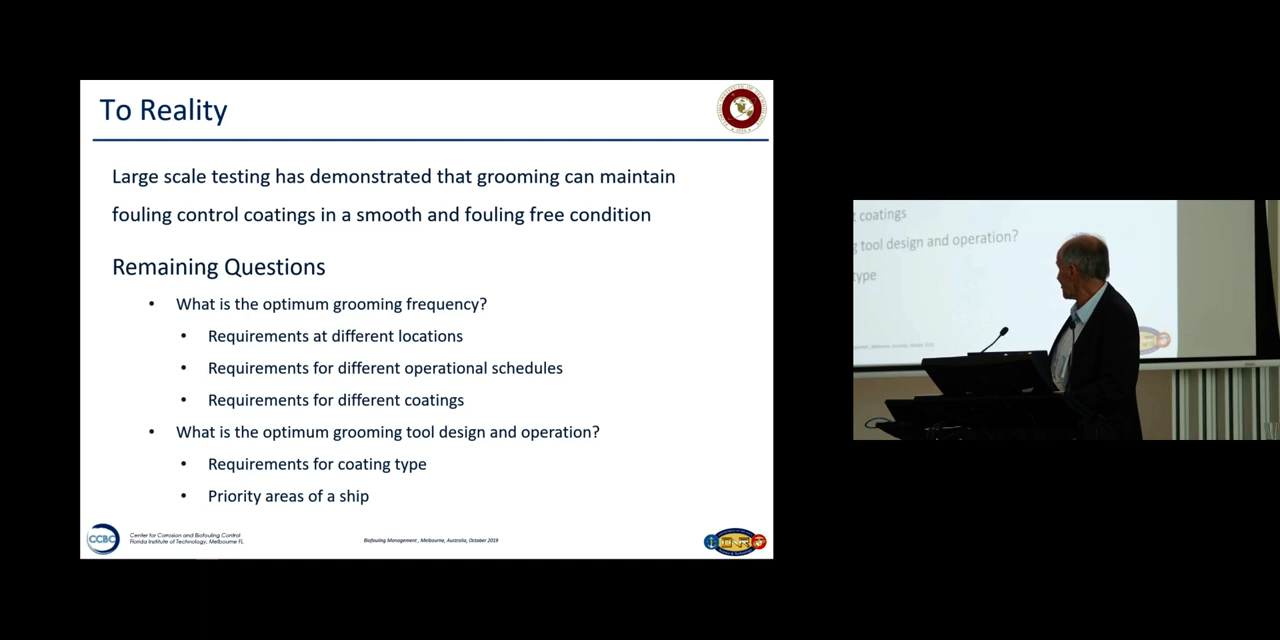 To Reality
Large scale testing has demonstrated that grooming can maintain
fouling control coatings in a smooth and fouling free condition
Remaining Questions
• What is the optimum grooming frequency?
• Requirements at different locations
• Requirements for different operational schedules
• Requirements for different coatings
• What is the optimum grooming tool design and operation?
• Requirements for coating type
• Priority areas of a ship
CCBC
Center for Corrosion and Biofouling Control
Florida Institute of Technology, Melbourne FL
Biofouling Management, Melbourne, Australia, October 2019
coatings
tool design and operation?
type